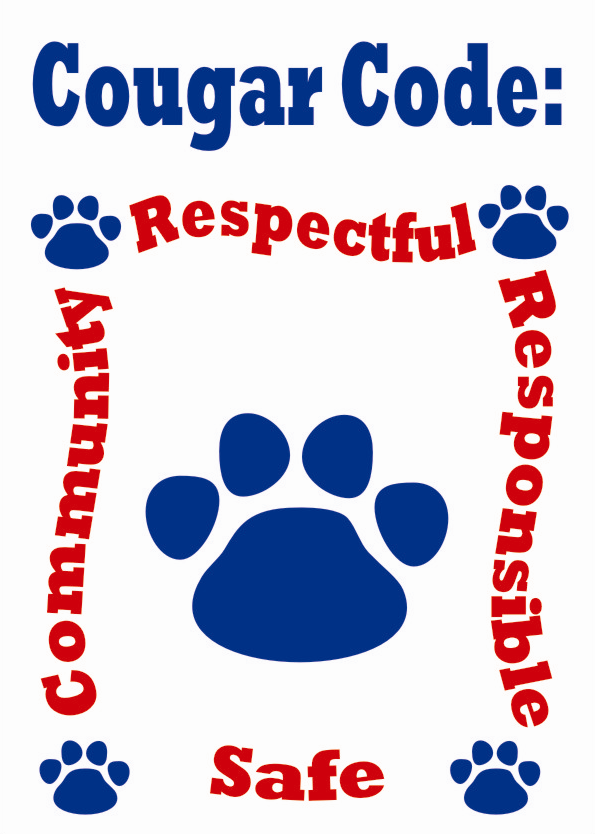 Cougar Code:
Respectful
Responsible
Safe
Community